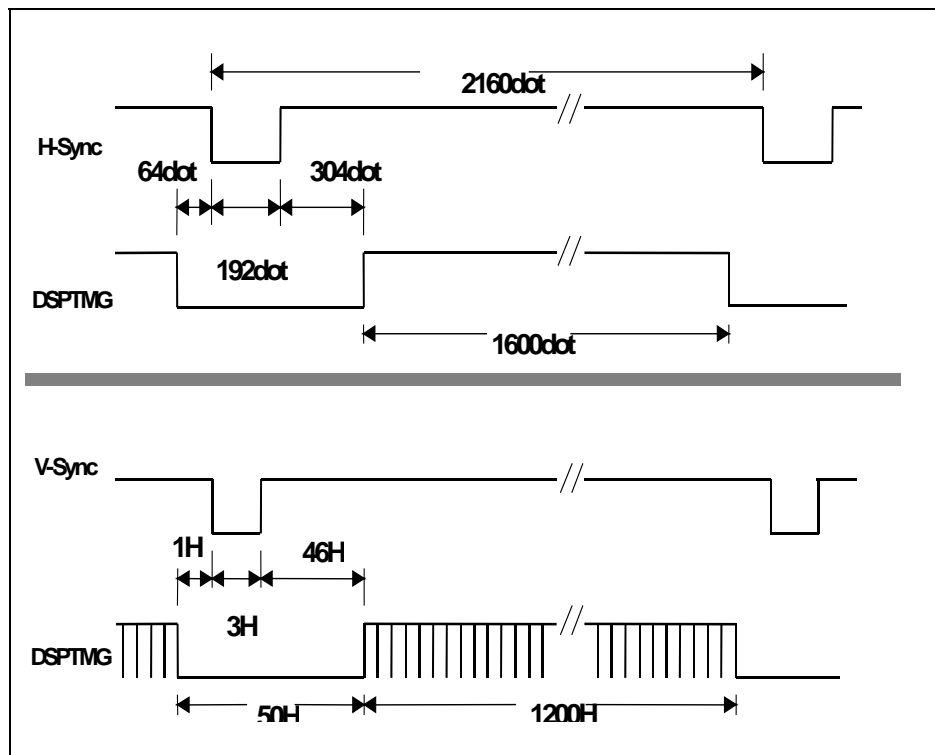 2160dot
H-Sync
64dot
304dot
192dot
DSPTMG
1600dot
V-Sync
1H
46H
3H
DSPTMG
50H
1200H